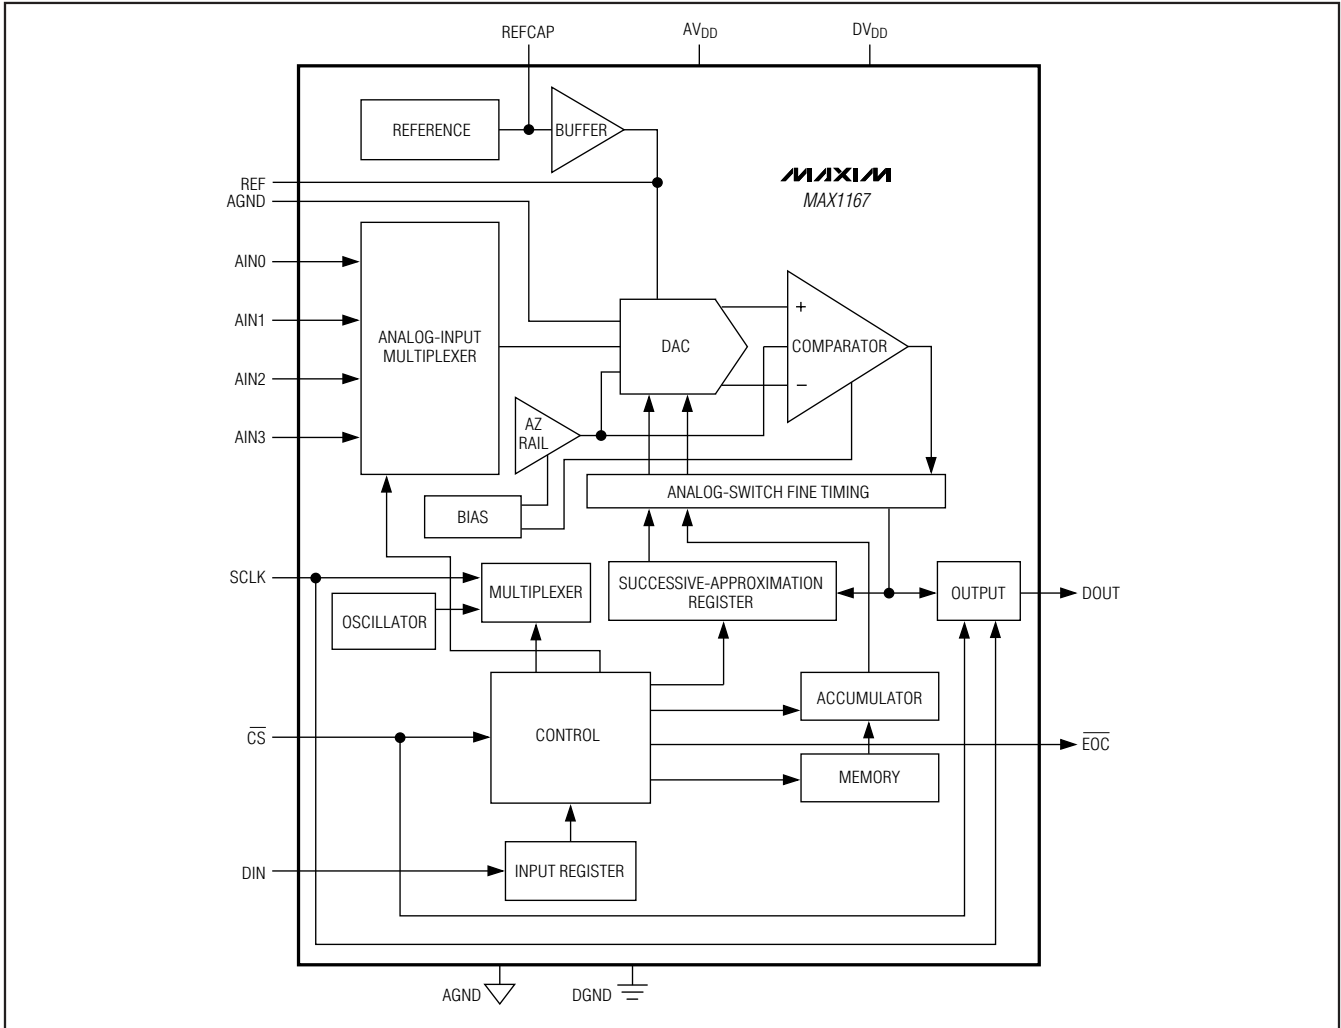 REFCAP
AVDD
DVDD
REFERENCE
BUFFER
MAXIM
MAX1167
REF
AGND
AIN0
AIN1
AIN2
AIN3
ANALOG-INPUT
MULTIPLEXER
DAC
+
COMPARATOR
−
AZ
RAIL
ANALOG-SWITCH FINE TIMING
BIAS
SCLK
MULTIPLEXER
OSCILLATOR
SUCCESSIVE-APPROXIMATION
REGISTER
OUTPUT
DOUT
CS
CONTROL
ACCUMULATOR
EOC
MEMORY
DIN
INPUT REGISTER
AGND
DGND